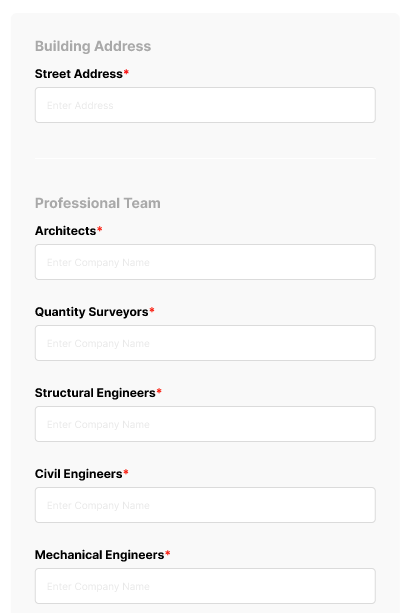 Building Address
Street Address*
Enter Address
Professional Team
Architects*
Enter Company Name
Quantity Surveyors*
Enter Company Name
Structural Engineers*
Enter Company Name
Civil Engineers*
Enter Company Name
Mechanical Engineers*
Enter Company Name